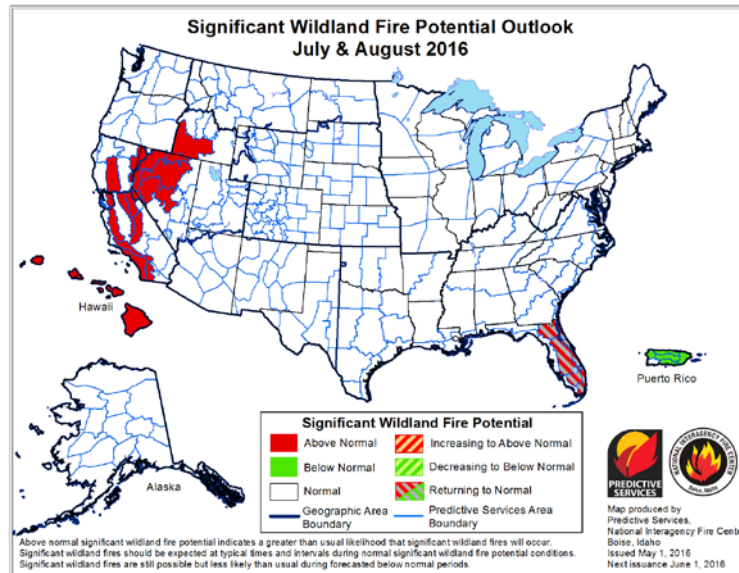 Significant Wildland Fire Potential Outlook
July & August 2016
Hawaii
Puerto Rico
Alaska
Significant Wildland Fire Potential
Above Normal
Increasing to Above Normal
Below Normal
Decreasing to Below Normal
Normal
Returning to Normal
Geographic Area
Boundary
Predictive Services Area
Boundary
PREDICTIVE
SERVICES
NATIONAL INTERAGENCY FIRE CENTER
Boise, Idaho
Map produced by
Predictive Services,
National Interagency Fire Cente
Boise, Idaho
Issued May 1, 2016
Next issuance June 1, 2016
Above normal significant wildland fire potential indicates a greater than usual likelihood that significant wildland fires will occur.
Significant wildland fires should be expected at typical times and intervals during normal significant wildland fire potential conditions.
Significant wildland fires are still possible but less likely than usual during forecasted below normal periods.